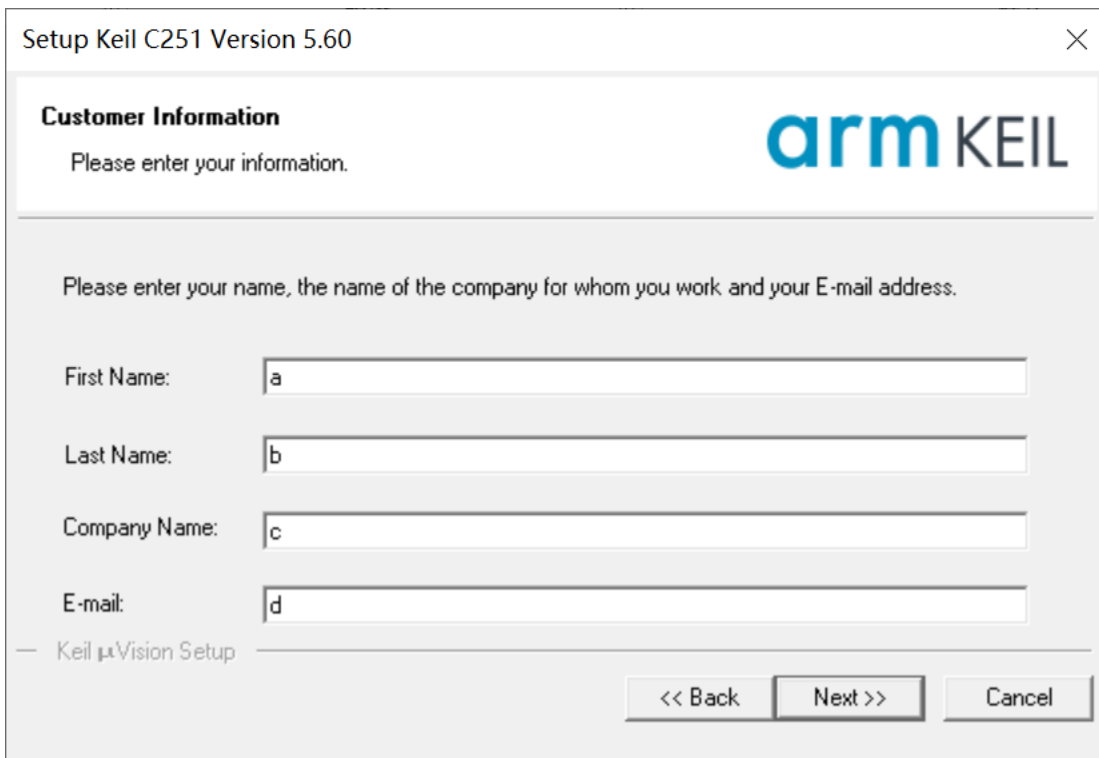 Setup Keil C251 Version 5.60
Customer Information
Please enter your information.
arm KEIL
Please enter your name, the name of the company for whom you work and your E-mail address.
First Name: a
Last Name: b
Company Name: c
E-mail: d
Keil µVision Setup
<< Back Next >> Cancel